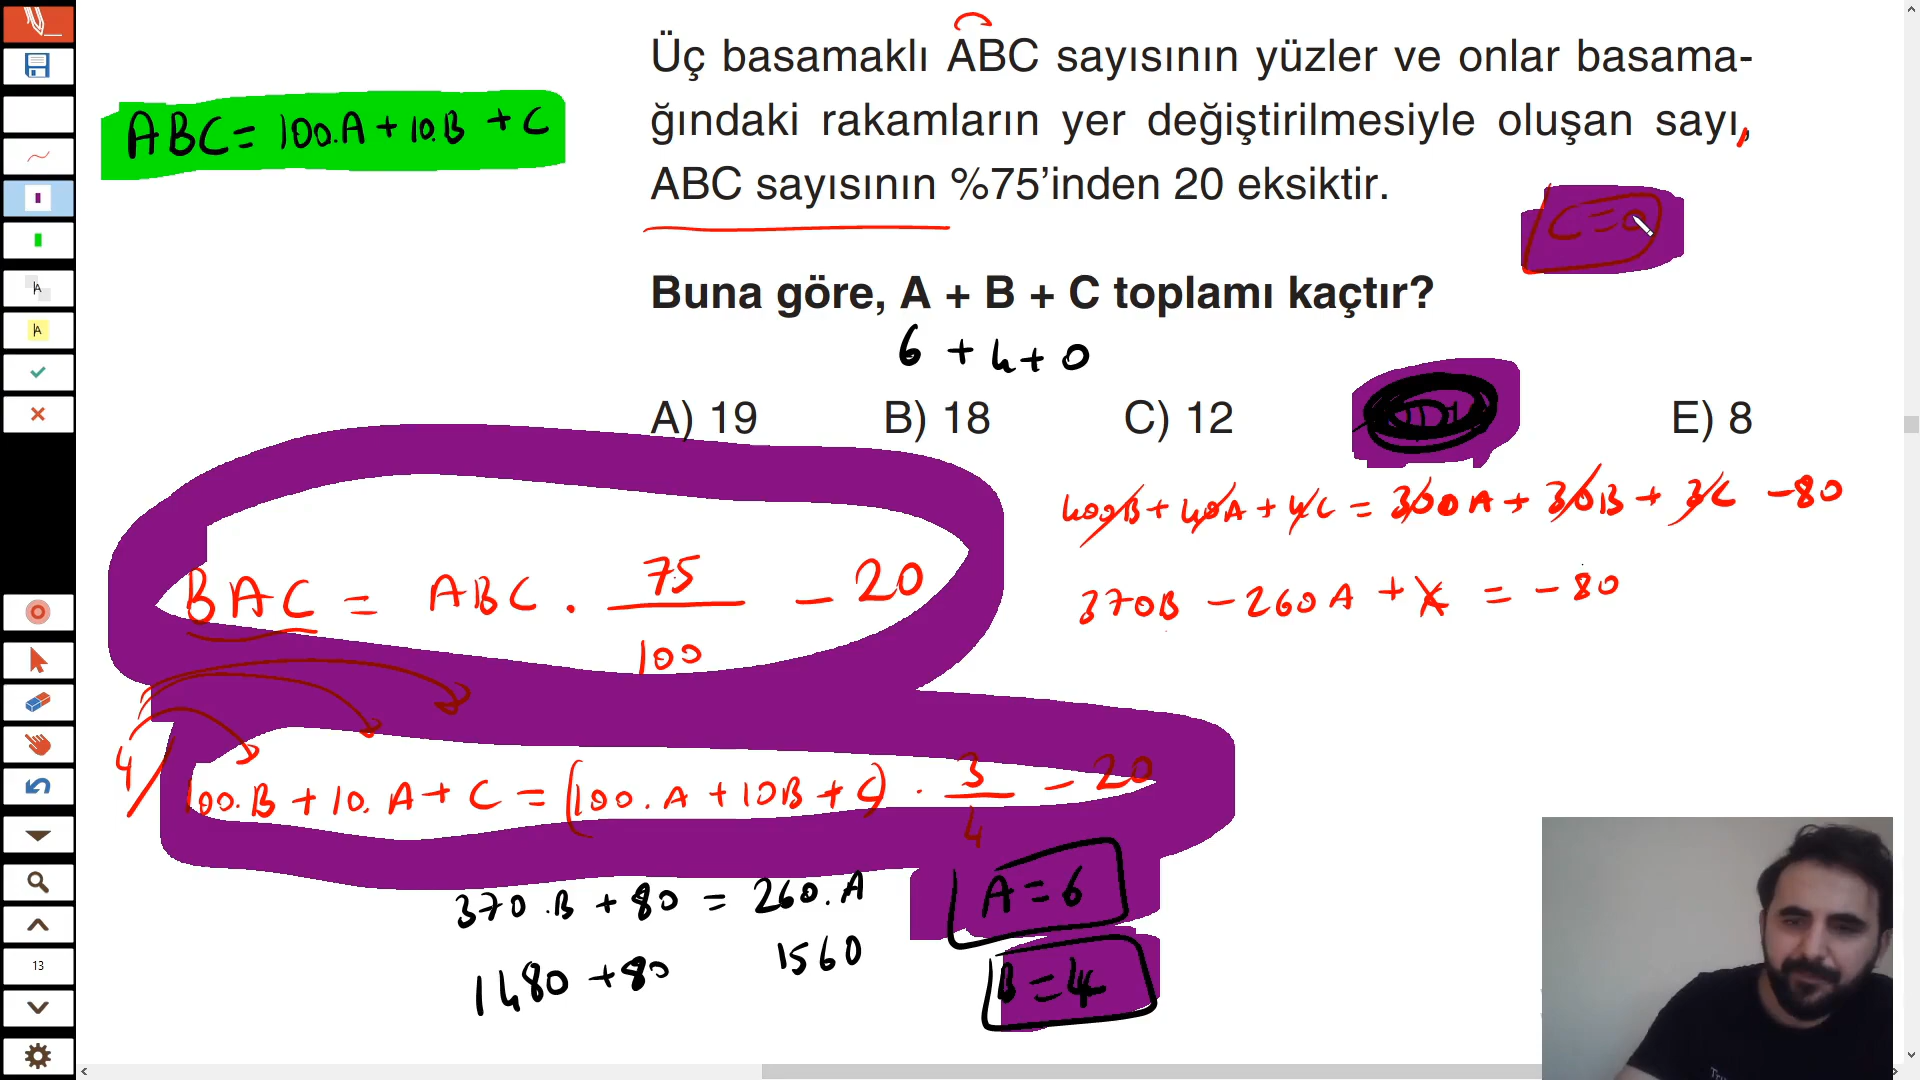 Üç basamaklı ABC sayısının yüzler ve onlar basama-
ğındaki rakamların yer değiştirilmesiyle oluşan sayı,
ABC sayısının %75’inden 20 eksiktir.
ABC = 100.A + 10.B + C
C = 0
Buna göre, A + B + C toplamı kaçtır?
6 + 4 + 0
A) 19 B) 18 C) 12 E) 8
400B + 40A + 4C = 300A + 30B + 3C - 80
BAC = ABC . 75/100 - 20
370B - 260A + X = -80
4/ 100.B + 10.A + C = (100.A + 10B + C) . 3/4 - 20
370.B + 80 = 260.A
A = 6
1480 + 80 1560
B = 4
13